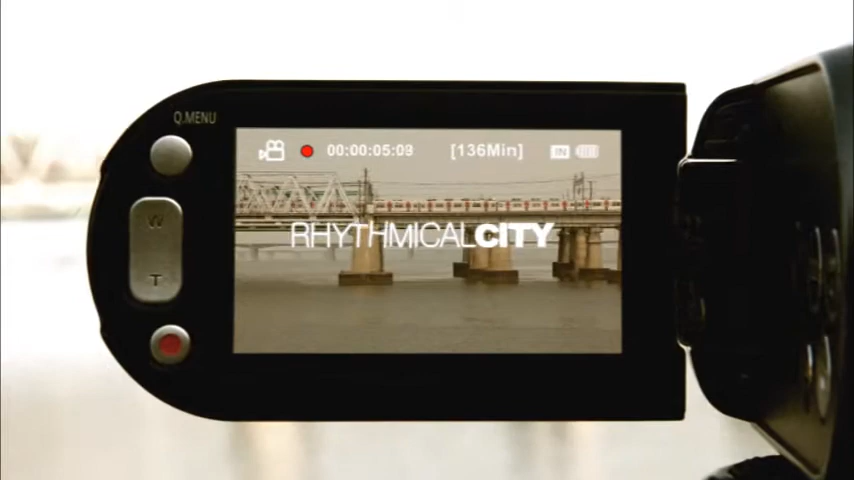 Q.MENU
00:00:05:09 [136Min] IN
W
RHYTHMICALCITY
T